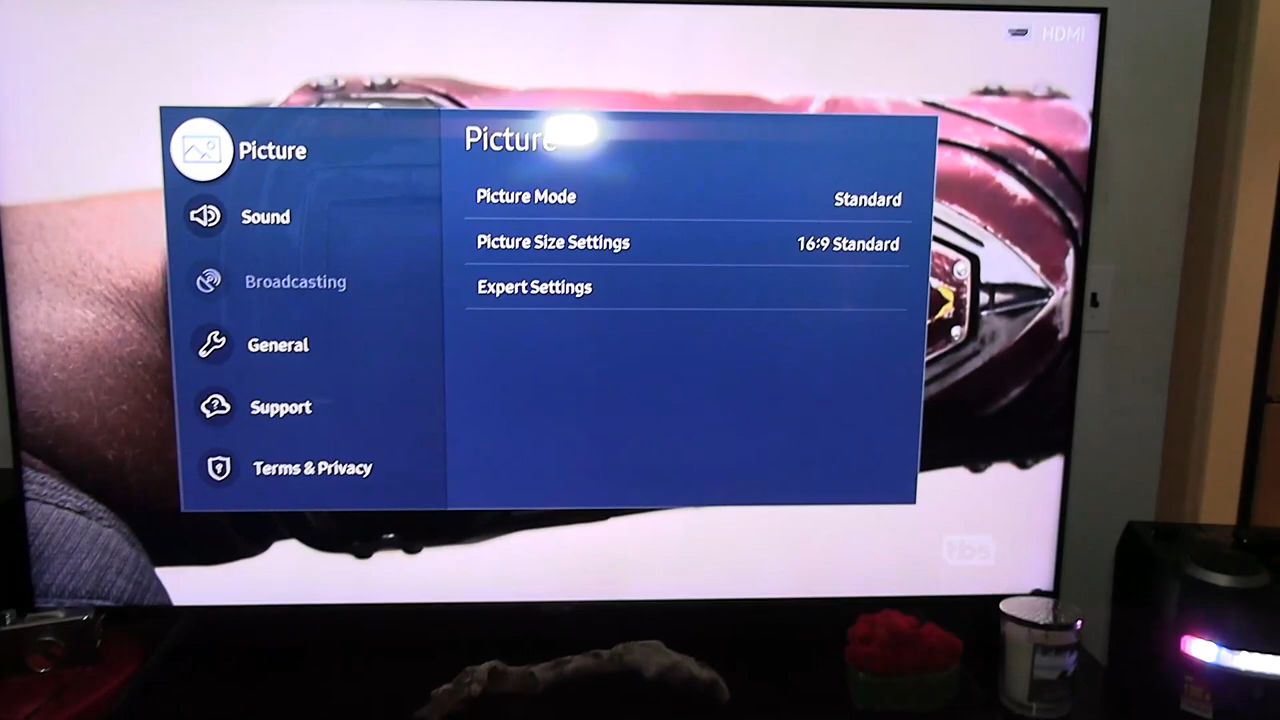 HDMI
Picture
Picture
Picture Mode Standard
Sound
Picture Size Settings 16:9 Standard
Broadcasting
Expert Settings
General
Support
Terms & Privacy
tbs